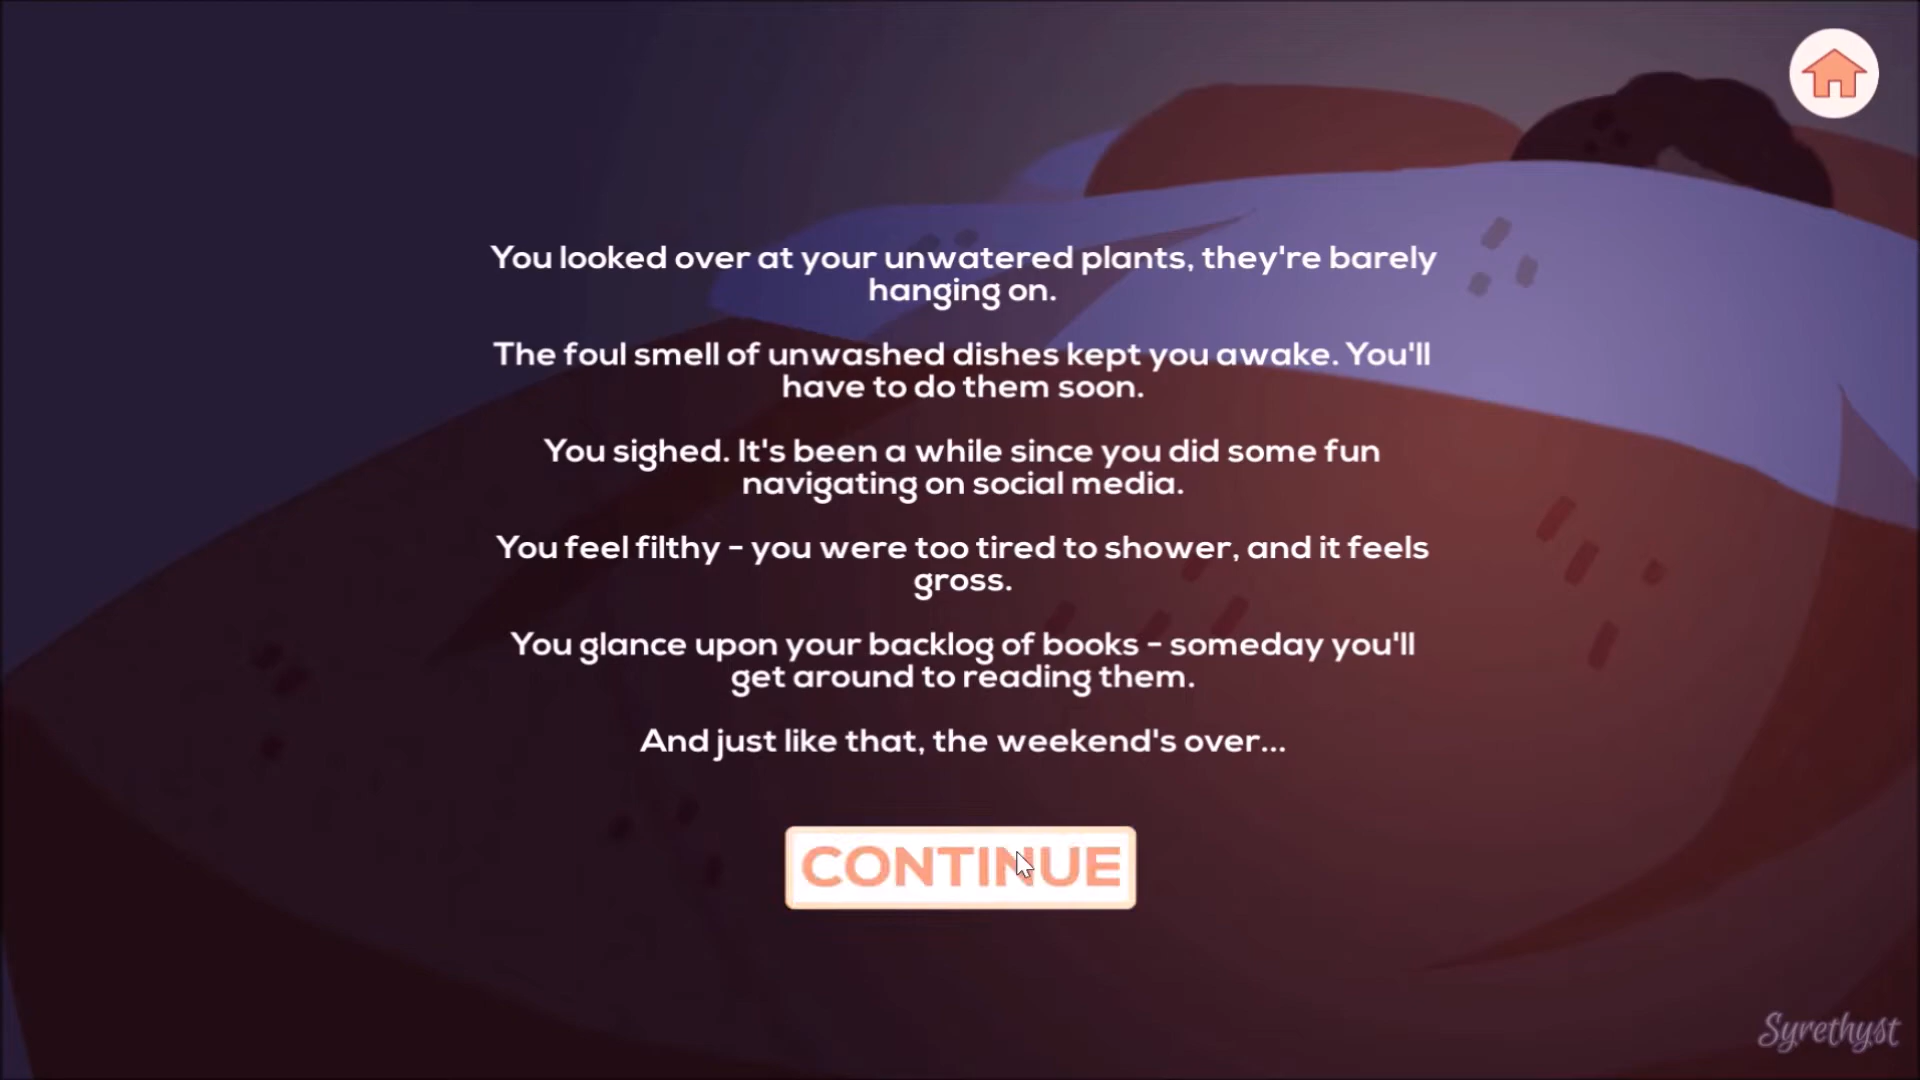 You looked over at your unwatered plants, they're barely
hanging on.
The foul smell of unwashed dishes kept you awake. You'll
have to do them soon.
You sighed. It's been a while since you did some fun
navigating on social media.
You feel filthy - you were too tired to shower, and it feels
gross.
You glance upon your backlog of books - someday you'll
get around to reading them.
And just like that, the weekend's over...
CONTINUE
Syrethyst